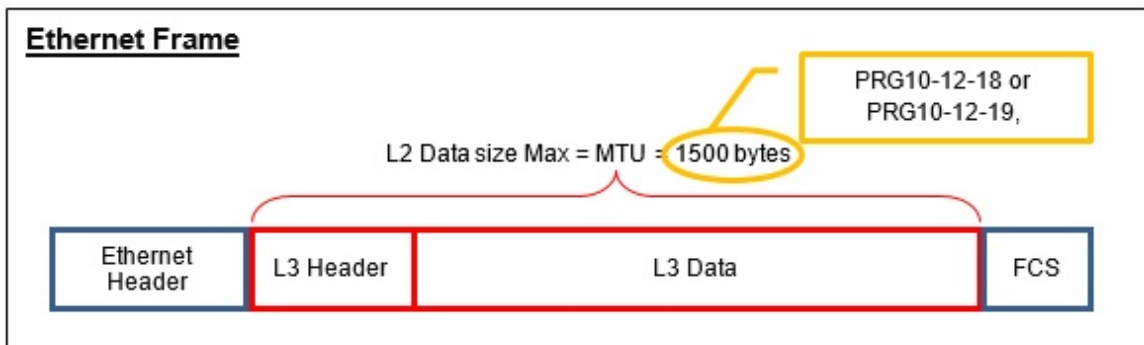 Ethernet Frame
PRG10-12-18 or
PRG10-12-19,
L2 Data size Max = MTU = 1500 bytes
Ethernet
Header
L3 Header
L3 Data
FCS